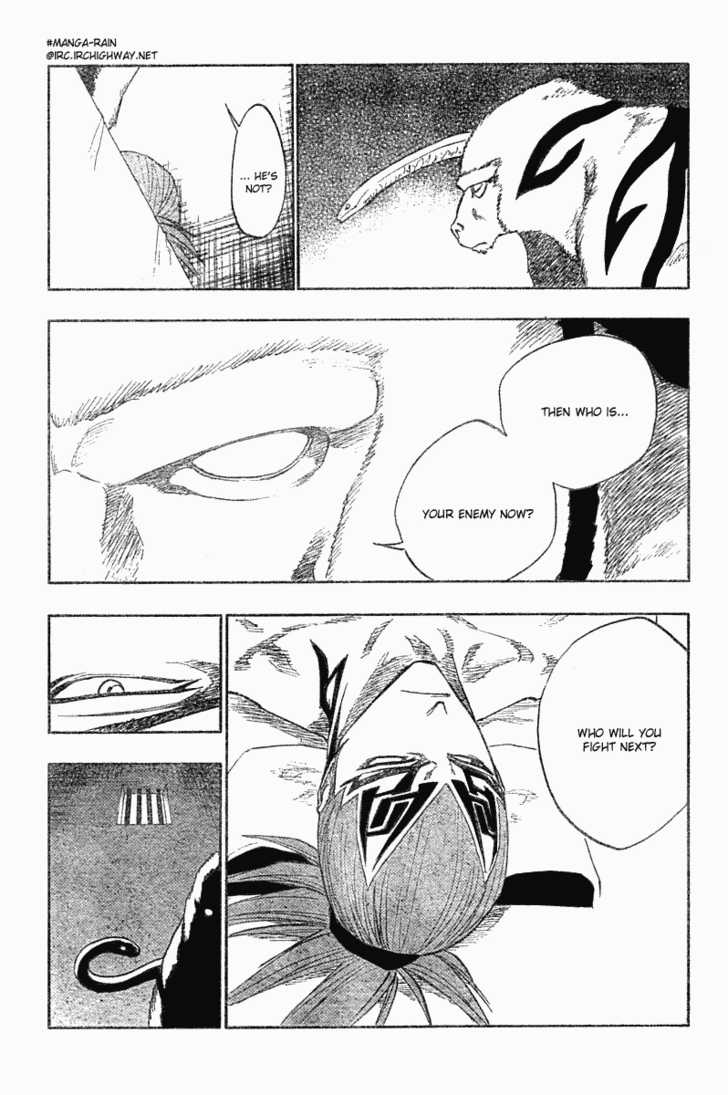 #MANGA-RAIN
@IRC.IRCHIGHWAY.NET
... HE'S
NOT?
THEN WHO IS...
YOUR ENEMY NOW?
WHO WILL YOU
FIGHT NEXT?